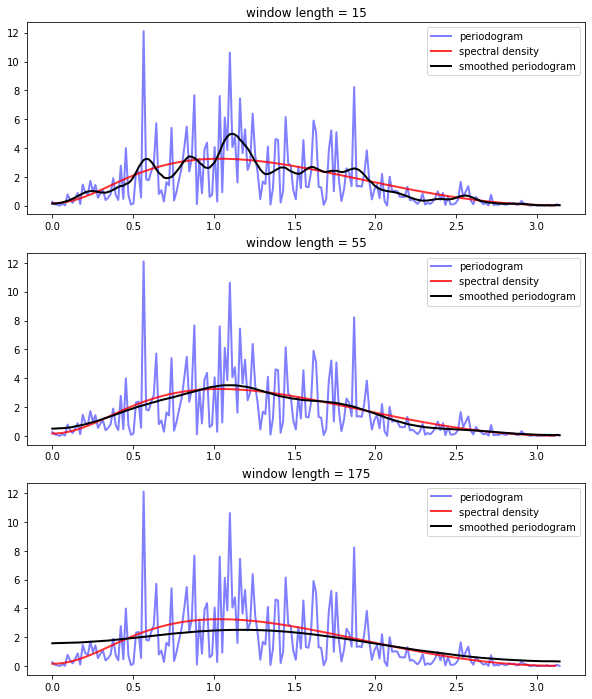 window length = 15
12
10
8
6
4
2
0
periodogram
spectral density
smoothed periodogram
0.0 0.5 1.0 1.5 2.0 2.5 3.0
window length = 55
12
10
8
6
4
2
0
periodogram
spectral density
smoothed periodogram
0.0 0.5 1.0 1.5 2.0 2.5 3.0
window length = 175
12
10
8
6
4
2
0
periodogram
spectral density
smoothed periodogram
0.0 0.5 1.0 1.5 2.0 2.5 3.0